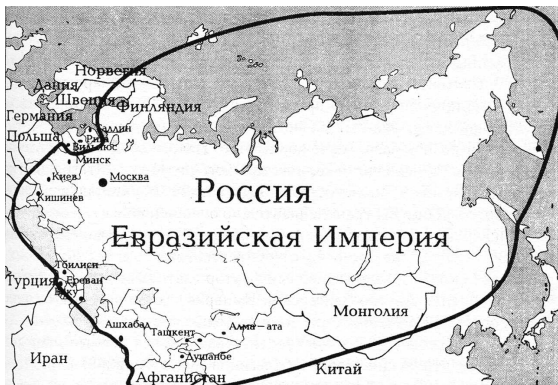 Норвегия
Дания
Швеция
Финляндия
Германия
Таллин
Рига
Польша
Вильнюс
Минск
Киев
Москва
Кишинев
Россия
Евразийская Империя
Тбилиси
Турция
Ереван
Баку
Монголия
Ашхабад
Ташкент
Алма-ата
Душанбе
Иран
Афганистан
Китай